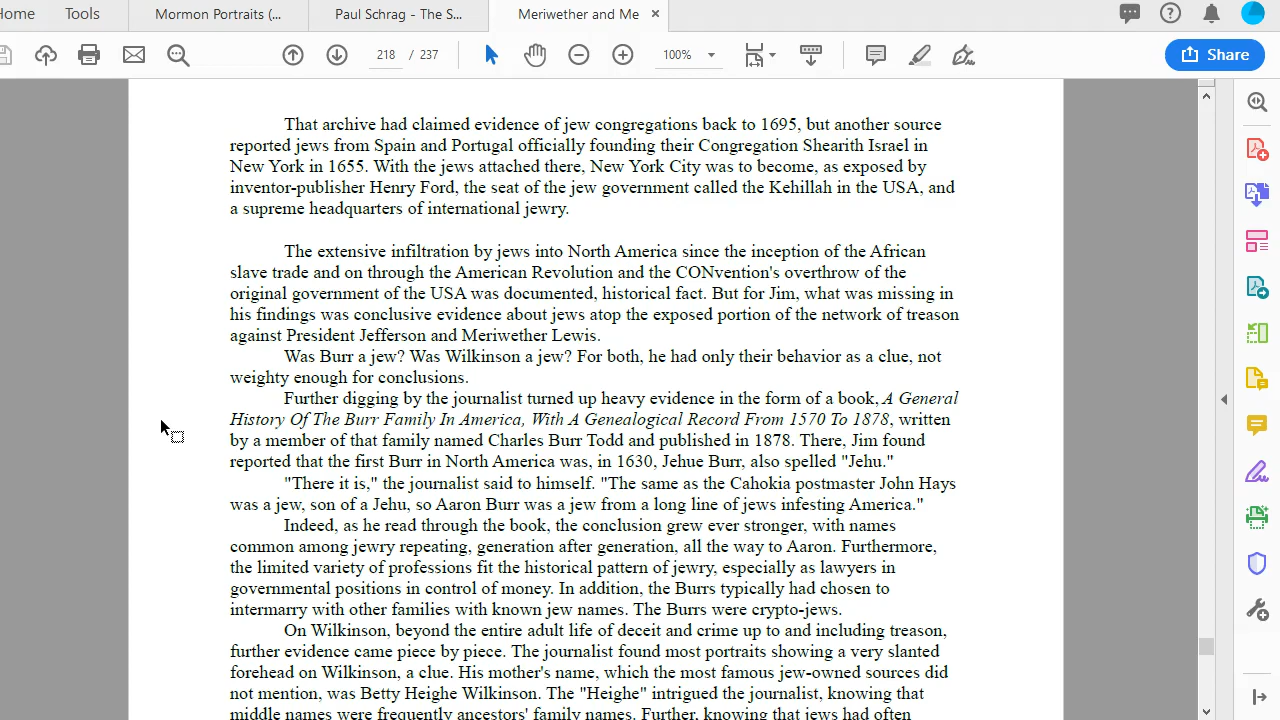 Home
Tools
Mormon Portraits (...
Paul Schrag - The S...
Meriwether and Me
218 / 237
100%
Share
That archive had claimed evidence of jew congregations back to 1695, but another source
reported jews from Spain and Portugal officially founding their Congregation Shearith Israel in
New York in 1655. With the jews attached there, New York City was to become, as exposed by
inventor-publisher Henry Ford, the seat of the jew government called the Kehillah in the USA, and
a supreme headquarters of international jewry.
The extensive infiltration by jews into North America since the inception of the African
slave trade and on through the American Revolution and the CONvention's overthrow of the
original government of the USA was documented, historical fact. But for Jim, what was missing in
his findings was conclusive evidence about jews atop the exposed portion of the network of treason
against President Jefferson and Meriwether Lewis.
Was Burr a jew? Was Wilkinson a jew? For both, he had only their behavior as a clue, not
weighty enough for conclusions.
Further digging by the journalist turned up heavy evidence in the form of a book, A General
History Of The Burr Family In America, With A Genealogical Record From 1570 To 1878, written
by a member of that family named Charles Burr Todd and published in 1878. There, Jim found
reported that the first Burr in North America was, in 1630, Jehue Burr, also spelled "Jehu."
"There it is," the journalist said to himself. "The same as the Cahokia postmaster John Hays
was a jew, son of a Jehu, so Aaron Burr was a jew from a long line of jews infesting America."
Indeed, as he read through the book, the conclusion grew ever stronger, with names
common among jewry repeating, generation after generation, all the way to Aaron. Furthermore,
the limited variety of professions fit the historical pattern of jewry, especially as lawyers in
governmental positions in control of money. In addition, the Burrs typically had chosen to
intermarry with other families with known jew names. The Burrs were crypto-jews.
On Wilkinson, beyond the entire adult life of deceit and crime up to and including treason,
further evidence came piece by piece. The journalist found most portraits showing a very slanted
forehead on Wilkinson, a clue. His mother's name, which the most famous jew-owned sources did
not mention, was Betty Heighe Wilkinson. The "Heighe" intrigued the journalist, knowing that
middle names were frequently ancestors' family names. Further, knowing that jews had often